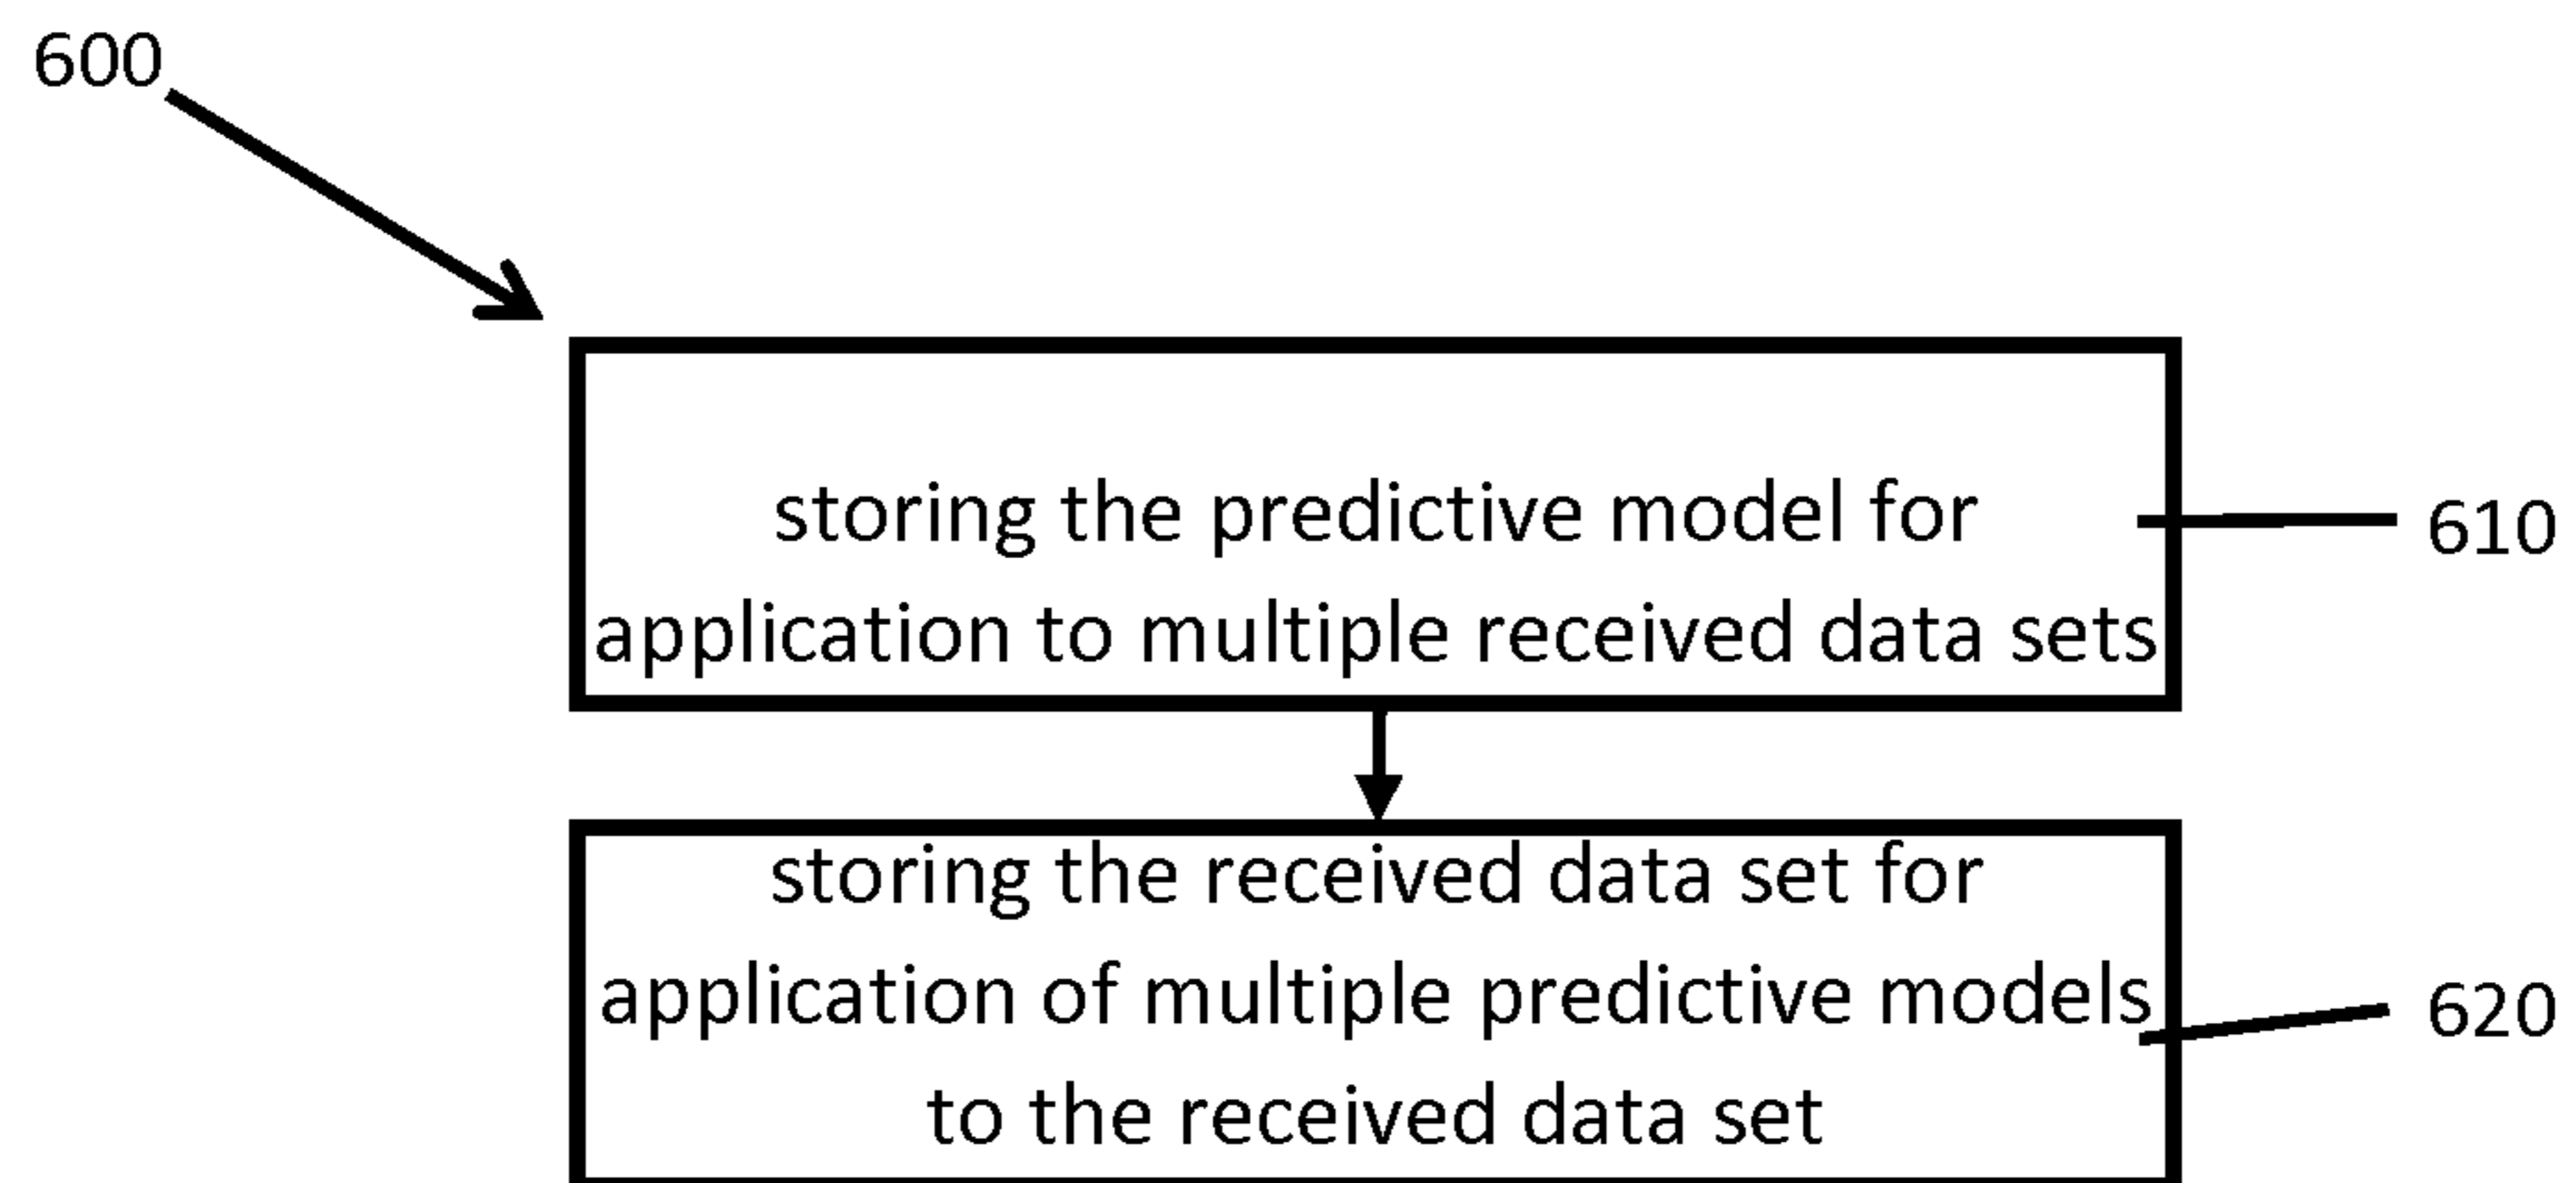 600
storing the predictive model for
application to multiple received data sets
610
storing the received data set for
application of multiple predictive models
to the received data set
620